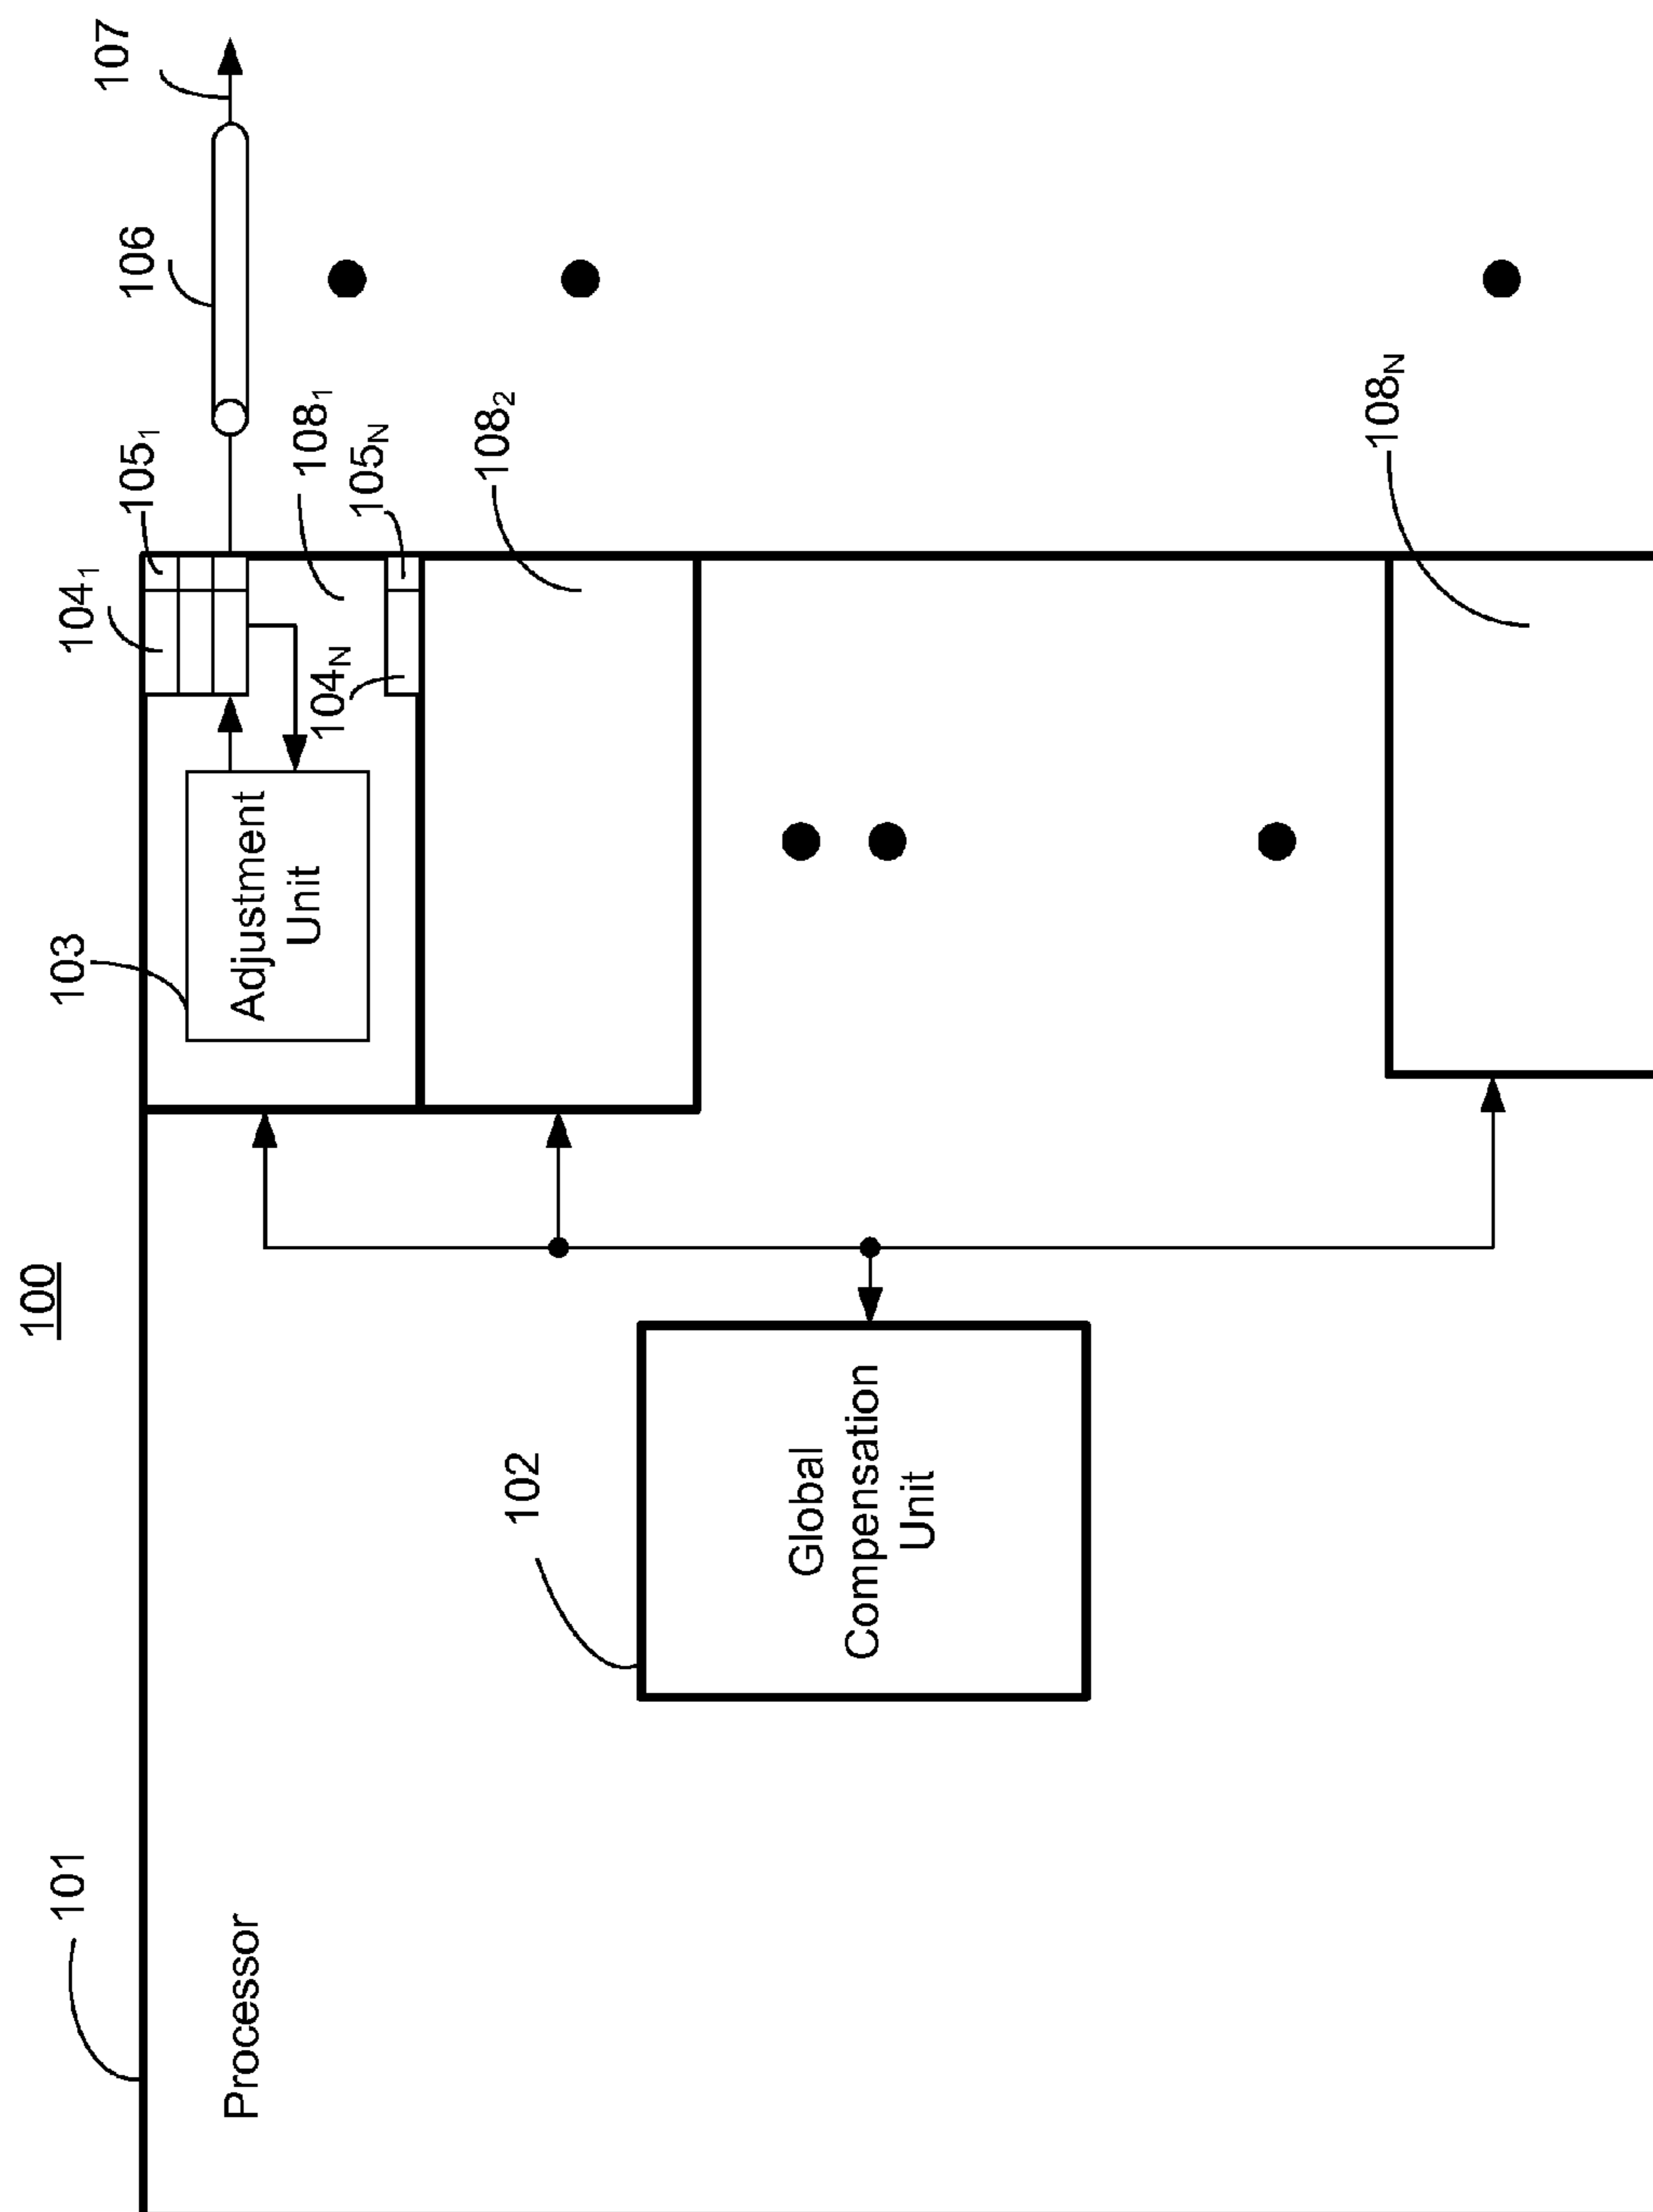 100
101
103
104₁
107
105₁
106
Processor
Adjustment
Unit
108₁
104N
105N
108₂
102
Global
Compensation
Unit
108N